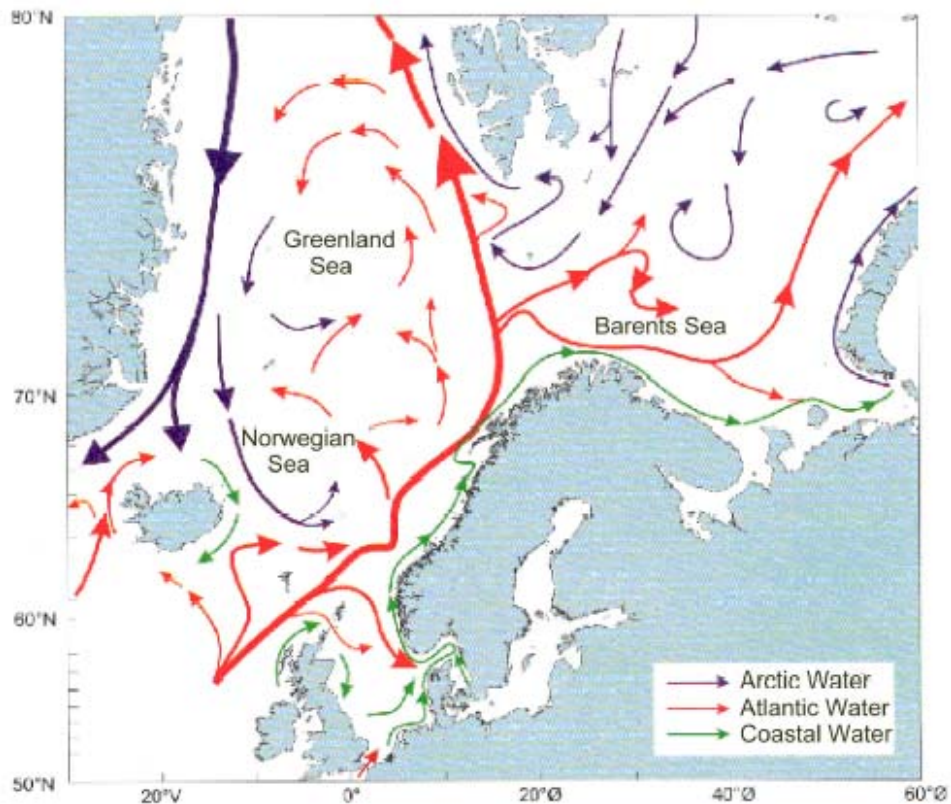 80°N
Greenland
Sea
Barents Sea
70°N
Norwegian
Sea
60°N
Arctic Water
Atlantic Water
Coastal Water
50°N
20°V
0°
20°Ø
40°Ø
60°Ø